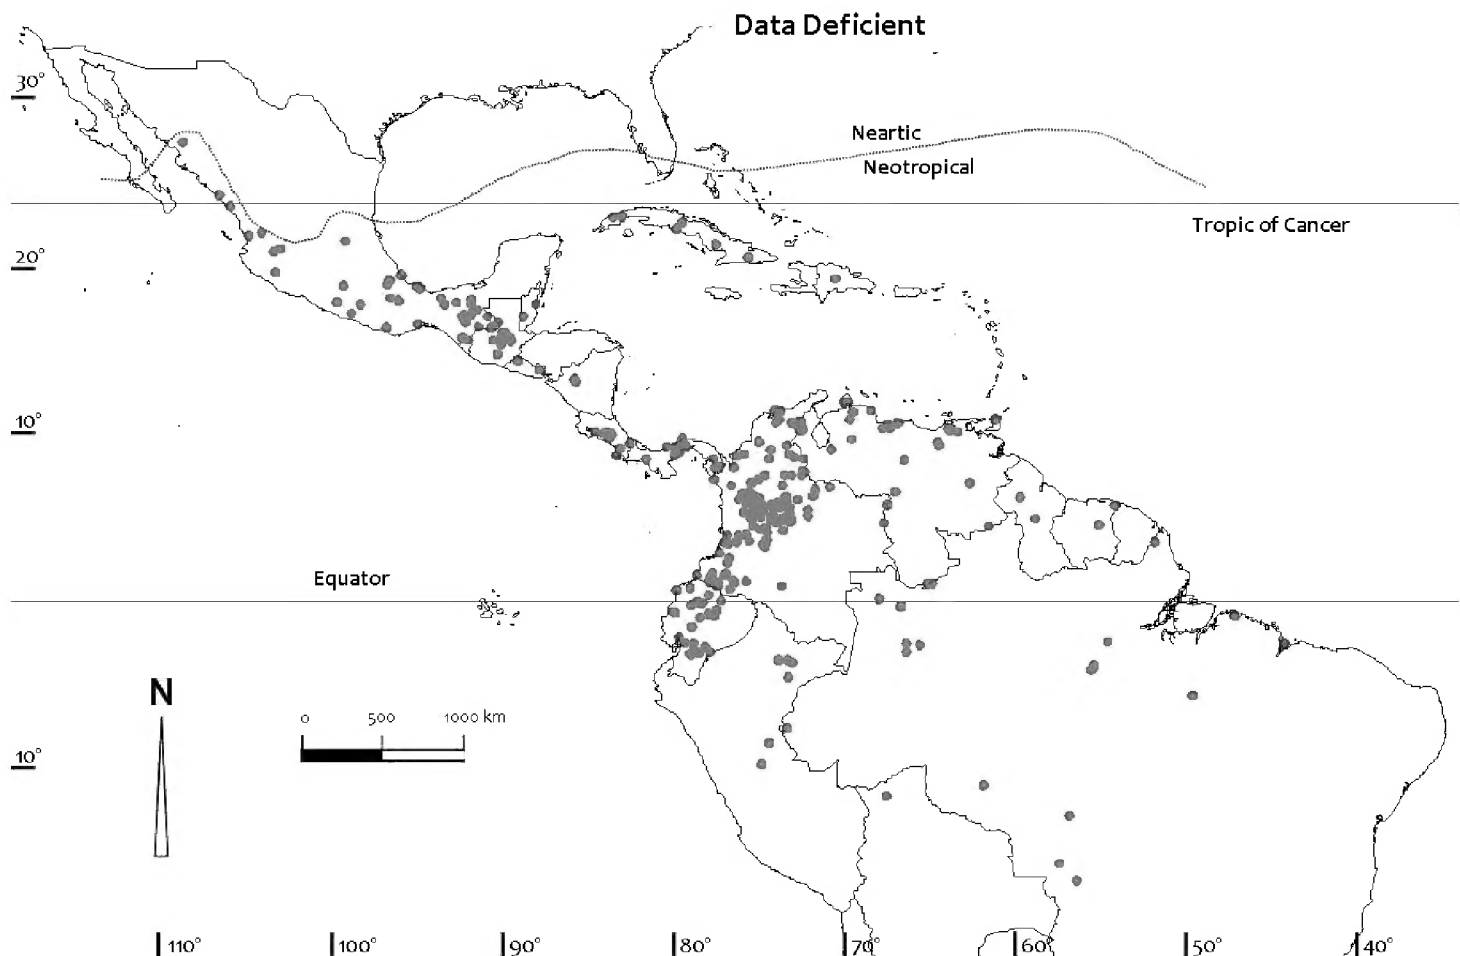 Data Deficient
30°
Neartic
Neotropical
Tropic of Cancer
20°
10°
Equator
N
0 500 1000 km
10°
110° 100° 90° 80° 70° 60° 50° 40°